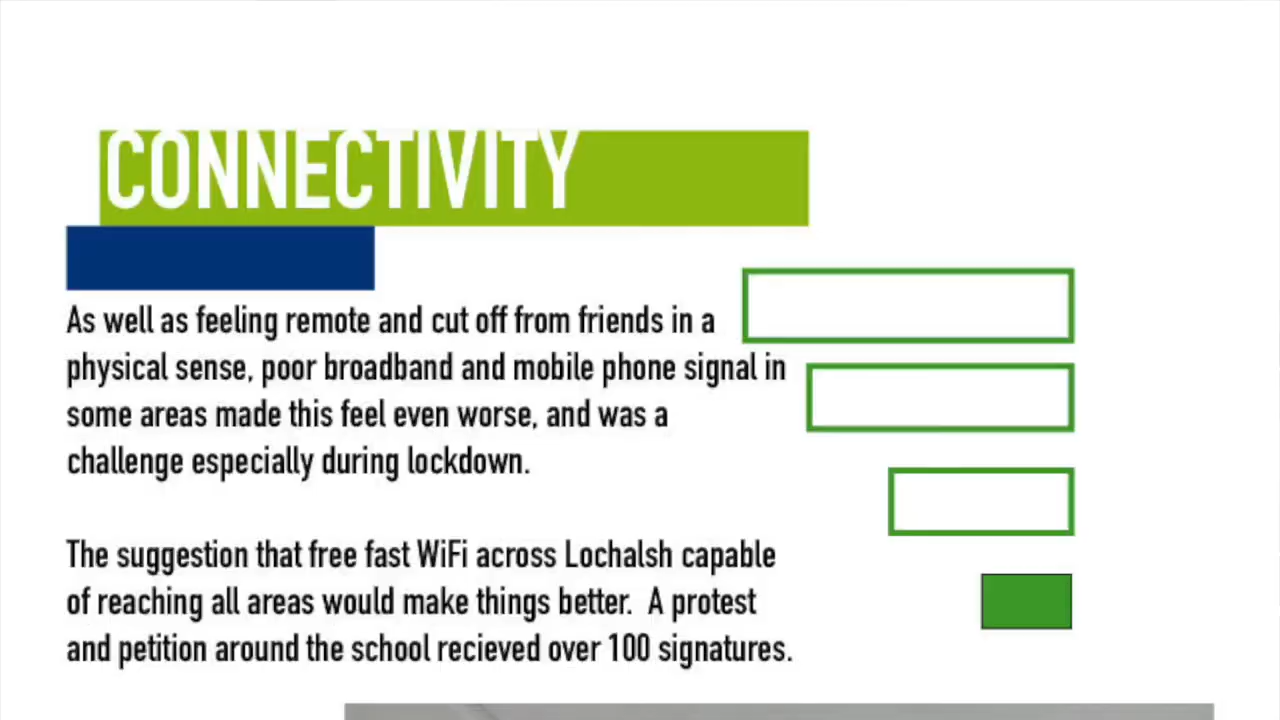 CONNECTIVITY
As well as feeling remote and cut off from friends in a
physical sense, poor broadband and mobile phone signal in
some areas made this feel even worse, and was a
challenge especially during lockdown.
The suggestion that free fast WiFi across Lochalsh capable
of reaching all areas would make things better.  A protest
and petition around the school recieved over 100 signatures.